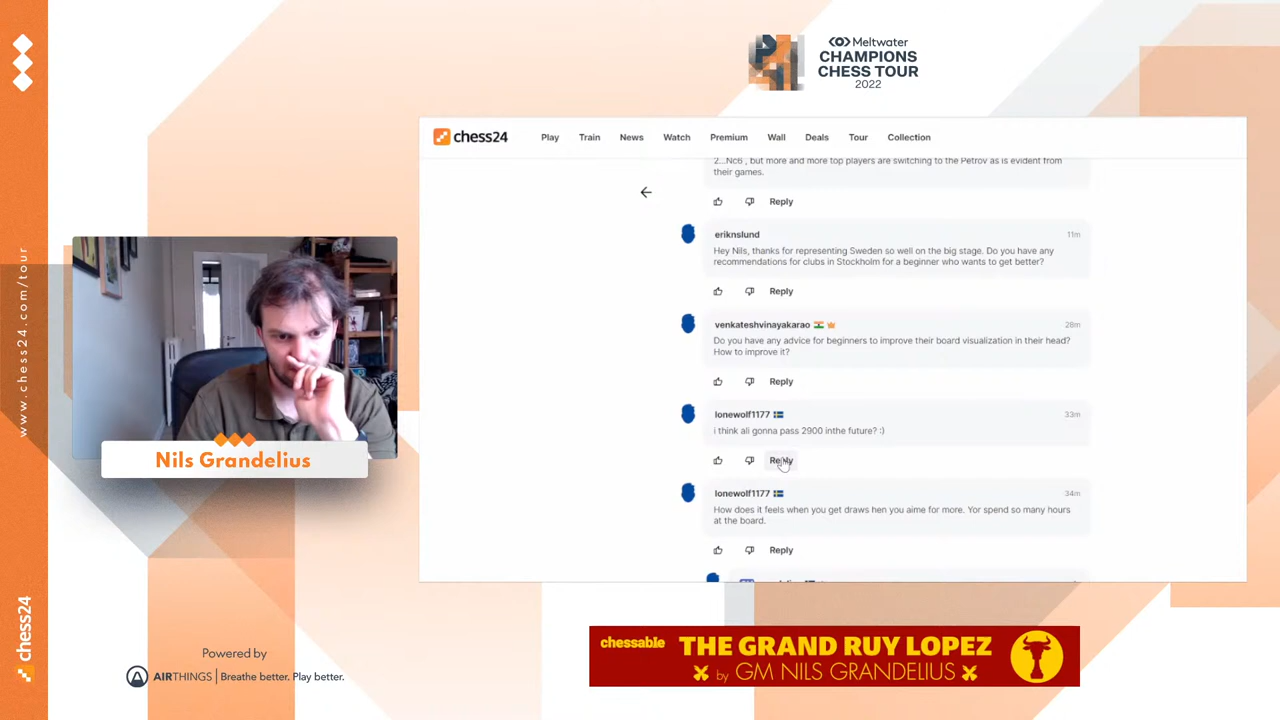 Meltwater
CHAMPIONS
CHESS TOUR
2022
chess24
Play
Train
News
Watch
Premium
Wall
Deals
Tour
Collection
2...Nc6 , but more and more top players are switching to the Petrov as is evident from
their games.
Reply
eriknslund
11m
Hey Nils, thanks for representing Sweden so well on the big stage. Do you have any
recommendations for clubs in Stockholm for a beginner who wants to get better?
Reply
venkateshvinayakarao
28m
Do you have any advice for beginners to improve their board visualization in their head?
How to improve it?
Reply
lonewolf1177
33m
i think ali gonna pass 2900 inthe future? :)
Reply
lonewolf1177
34m
How does it feels when you get draws hen you aime for more. Yor spend so many hours
at the board.
Reply
www.chess24.com/tour
chess24
Nils Grandelius
Powered by
AIRTHINGS | Breathe better. Play better.
chessable
THE GRAND RUY LOPEZ
by GM NILS GRANDELIUS